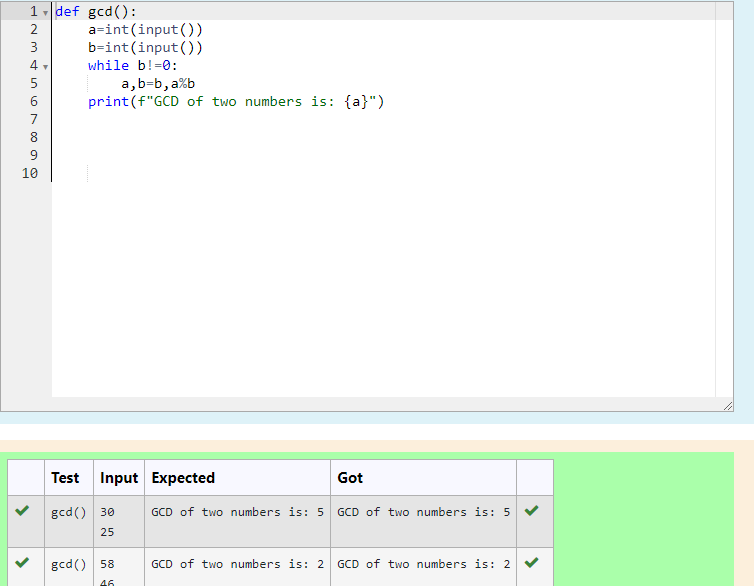 1 def gcd():
2     a=int(input())
3     b=int(input())
4     while b!=0:
5         a,b=b,a%b
6     print(f"GCD of two numbers is: {a}")
7
8
9
10
Test Input Expected Got
gcd() 30 GCD of two numbers is: 5 GCD of two numbers is: 5
25
gcd() 58 GCD of two numbers is: 2 GCD of two numbers is: 2
46